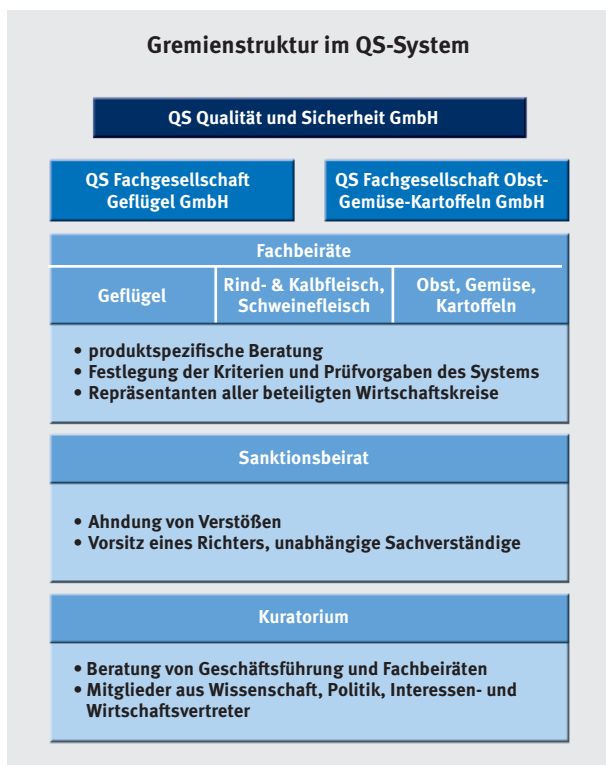 Gremienstruktur im QS-System
QS Qualität und Sicherheit GmbH
QS Fachgesellschaft
Geflügel GmbH
QS Fachgesellschaft Obst-
Gemüse-Kartoffeln GmbH
Fachbeiräte
Geflügel
Rind- & Kalbfleisch,
Schweinefleisch
Obst, Gemüse,
Kartoffeln
• produktspezifische Beratung
• Festlegung der Kriterien und Prüfvorgaben des Systems
• Repräsentanten aller beteiligten Wirtschaftskreise
Sanktionsbeirat
• Ahndung von Verstößen
• Vorsitz eines Richters, unabhängige Sachverständige
Kuratorium
• Beratung von Geschäftsführung und Fachbeiräten
• Mitglieder aus Wissenschaft, Politik, Interessen- und
Wirtschaftsvertreter